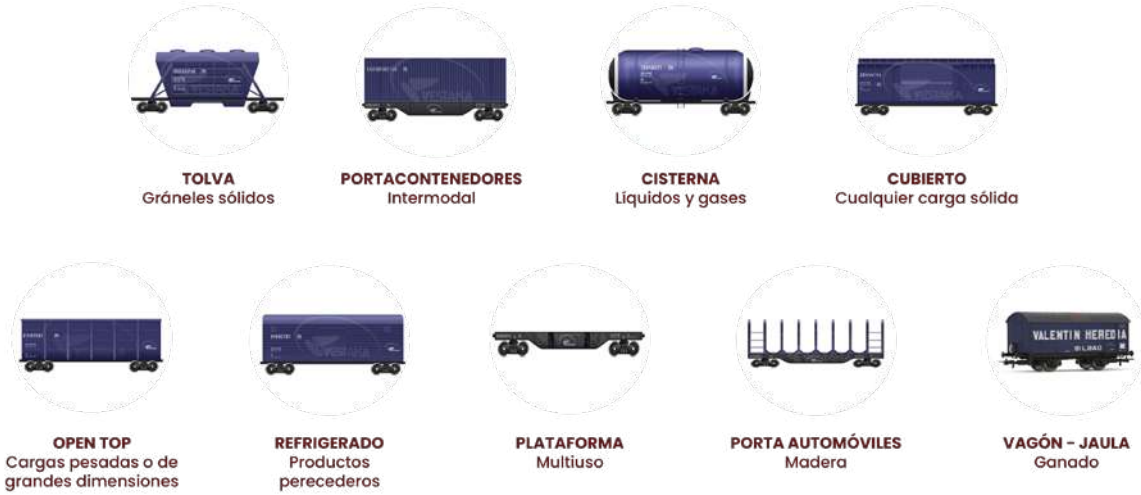 TOLVA
Gráneles sólidos
PORTACONTENEDORES
Intermodal
CISTERNA
Líquidos y gases
CUBIERTO
Cualquier carga sólida
OPEN TOP
Cargas pesadas o de
grandes dimensiones
REFRIGERADO
Productos
perecederos
PLATAFORMA
Multiuso
PORTA AUTOMÓVILES
Madera
VALENTIN HEREDIA
BILBAO
VAGÓN - JAULA
Ganado